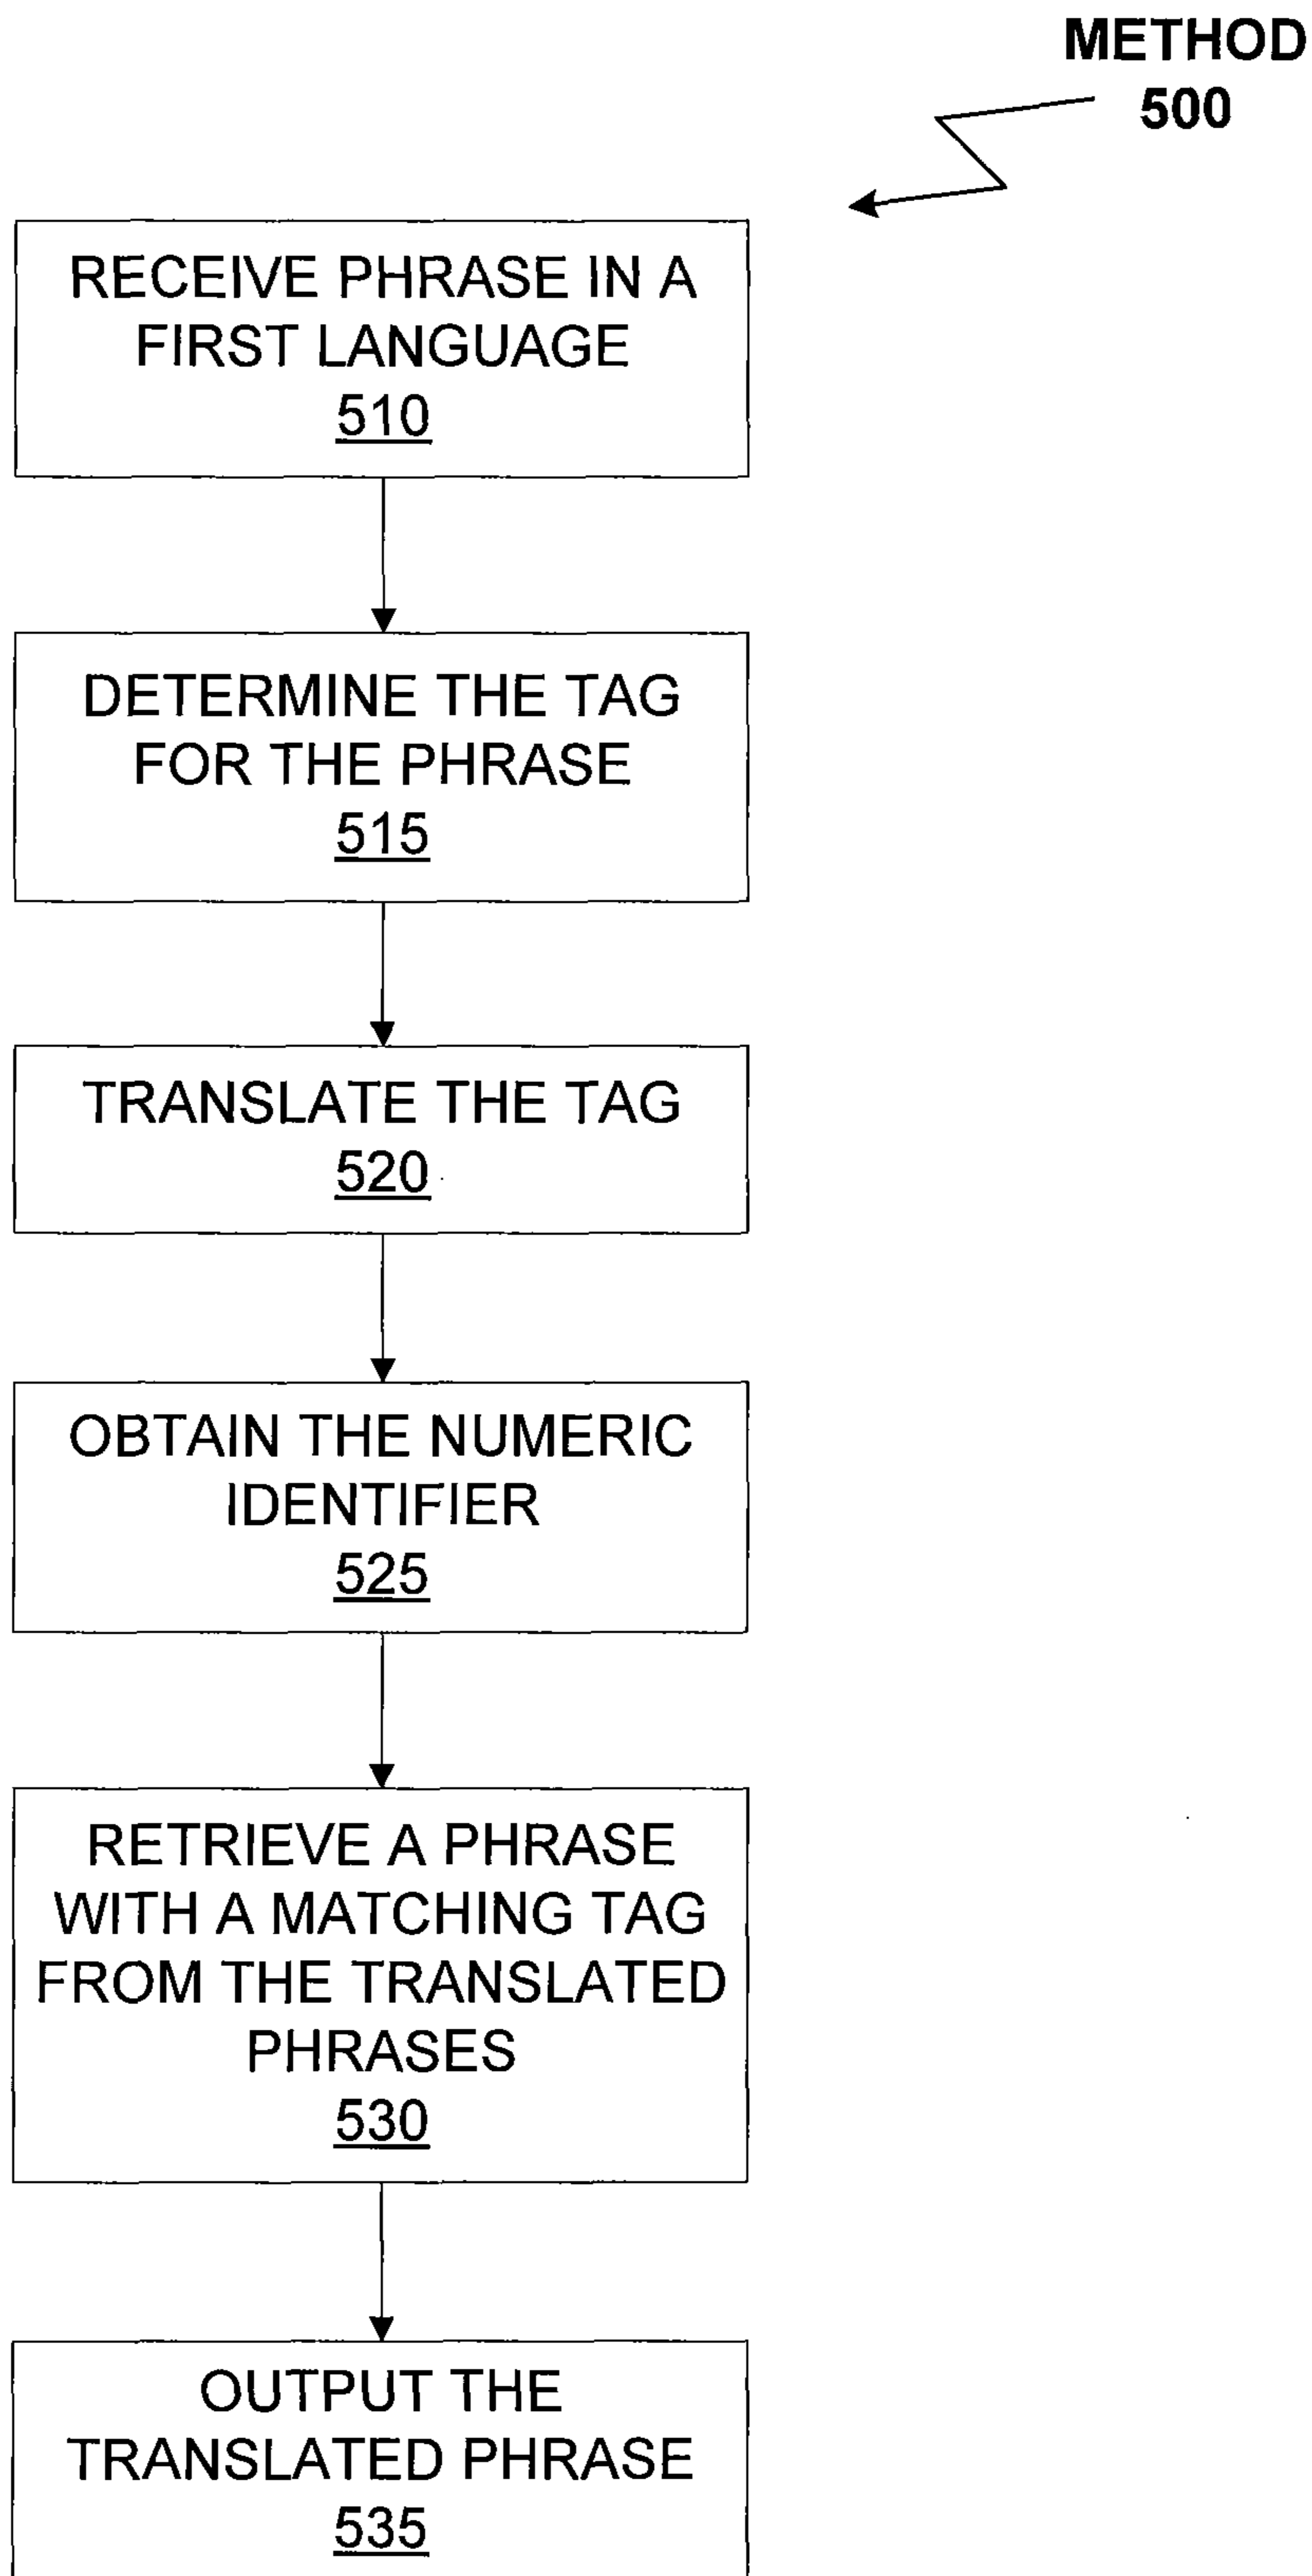 METHOD
500
RECEIVE PHRASE IN A
FIRST LANGUAGE
510
DETERMINE THE TAG
FOR THE PHRASE
515
TRANSLATE THE TAG
520
OBTAIN THE NUMERIC
IDENTIFIER
525
RETRIEVE A PHRASE
WITH A MATCHING TAG
FROM THE TRANSLATED
PHRASES
530
OUTPUT THE
TRANSLATED PHRASE
535